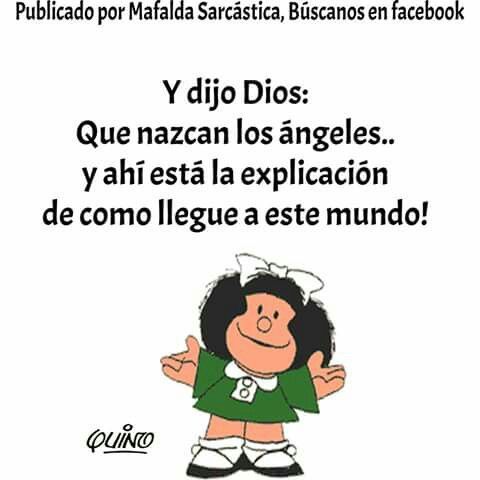 Publicado por Mafalda Sarcástica, Búscanos en facebook
Y dijo Dios:
Que nazcan los ángeles..
y ahí está la explicación
de como llegue a este mundo!
QUINO